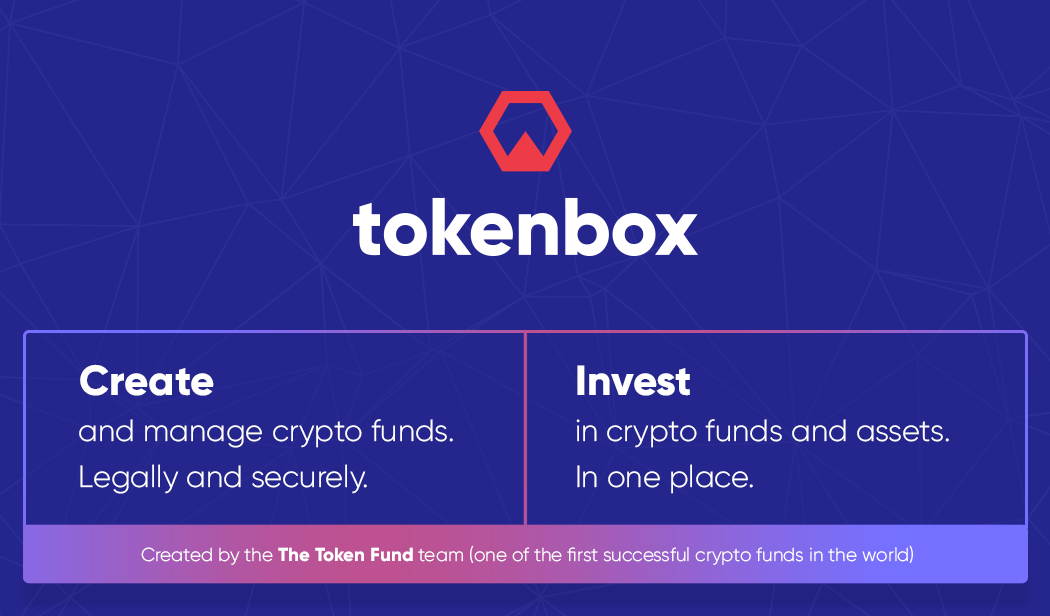 tokenbox
Create
and manage crypto funds.
Legally and securely.
Invest
in crypto funds and assets.
In one place.
Created by the The Token Fund team (one of the first successful crypto funds in the world)